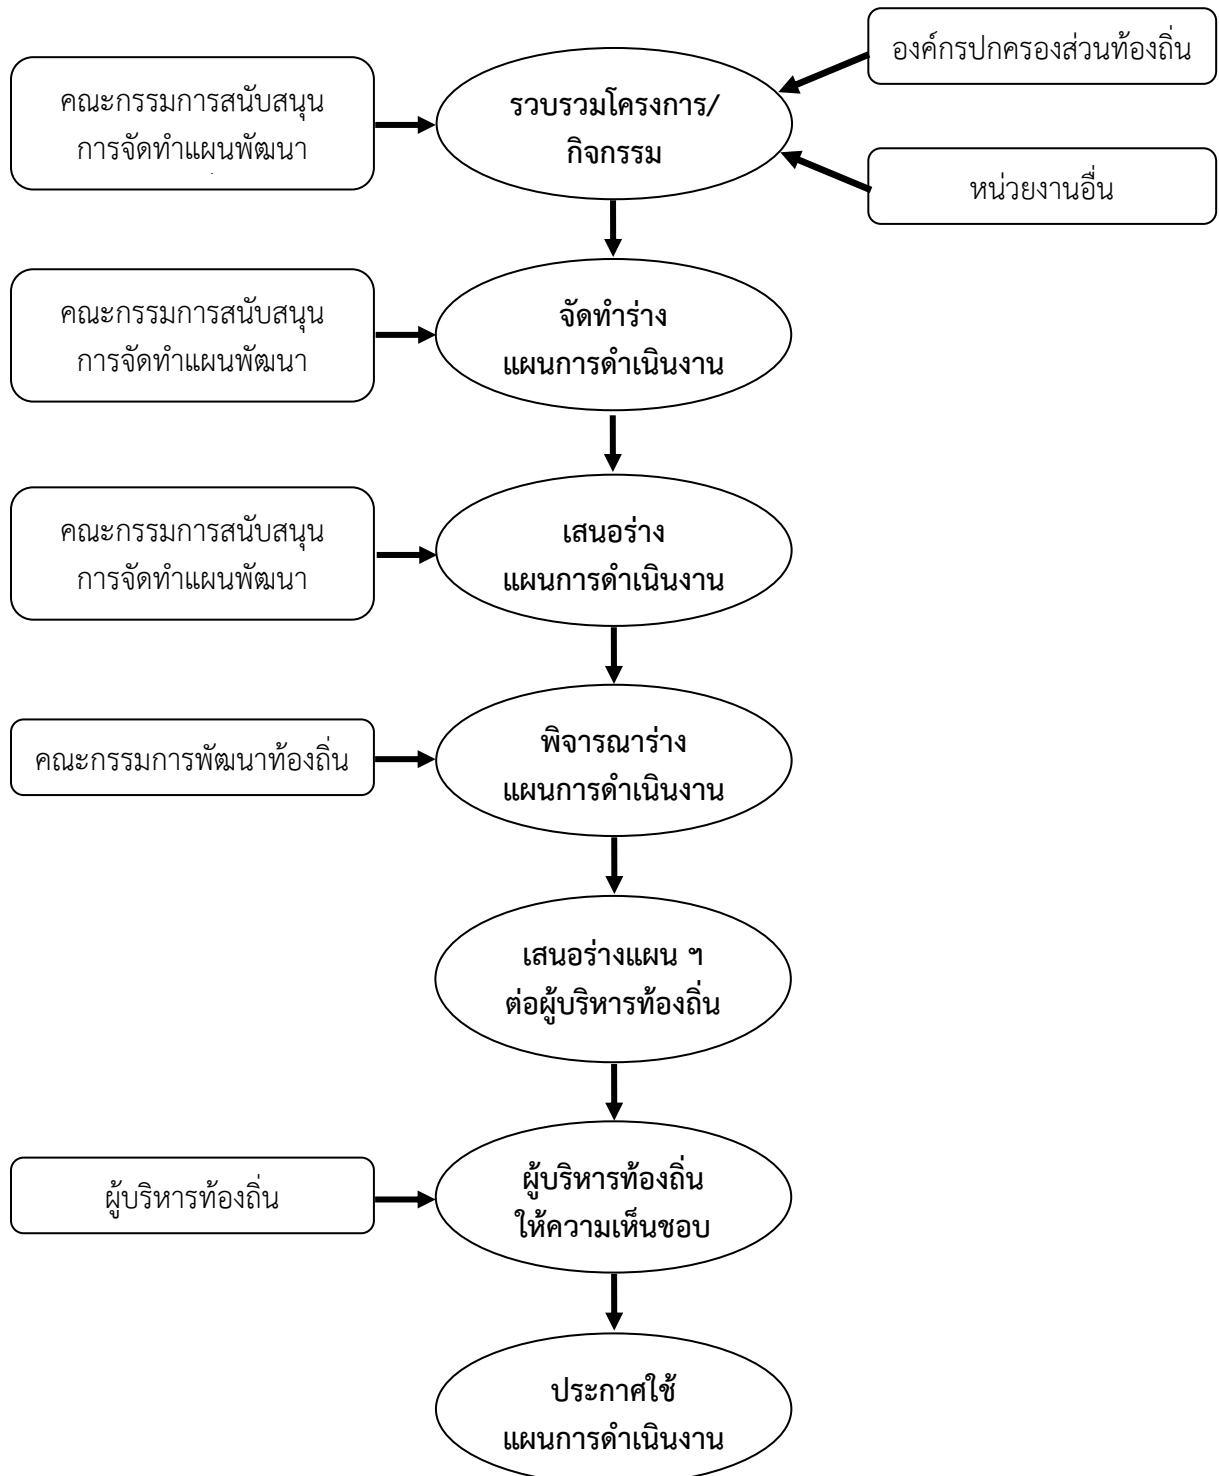 องค์กรปกครองส่วนท้องถิ่น
คณะกรรมการสนับสนุน
การจัดทำแผนพัฒนา
รวบรวมโครงการ/
กิจกรรม
หน่วยงานอื่น
คณะกรรมการสนับสนุน
การจัดทำแผนพัฒนา
จัดทำร่าง
แผนการดำเนินงาน
คณะกรรมการสนับสนุน
การจัดทำแผนพัฒนา
เสนอร่าง
แผนการดำเนินงาน
คณะกรรมการพัฒนาท้องถิ่น
พิจารณาร่าง
แผนการดำเนินงาน
เสนอร่างแผน ฯ
ต่อผู้บริหารท้องถิ่น
ผู้บริหารท้องถิ่น
ผู้บริหารท้องถิ่น
ให้ความเห็นชอบ
ประกาศใช้
แผนการดำเนินงาน